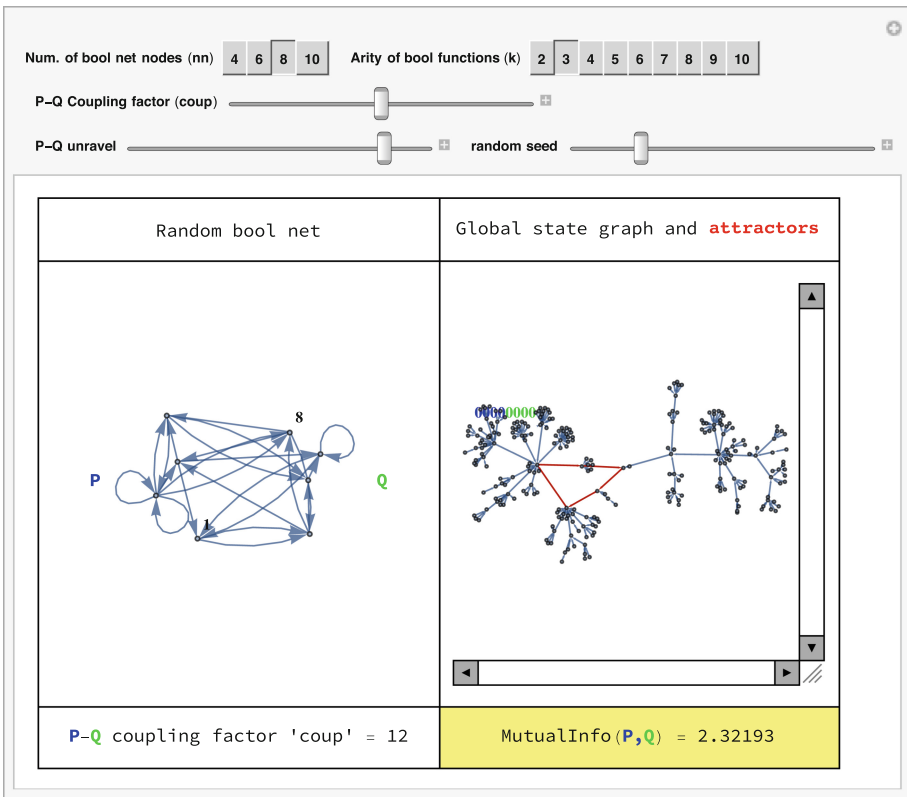 Num. of bool net nodes (nn) 4 6 8 10 Arity of bool functions (k) 2 3 4 5 6 7 8 9 10
P–Q Coupling factor (coup)
P–Q unravel random seed
Random bool net Global state graph and attractors
00000000
8
P Q
1
P–Q coupling factor 'coup' = 12 MutualInfo(P,Q) = 2.32193